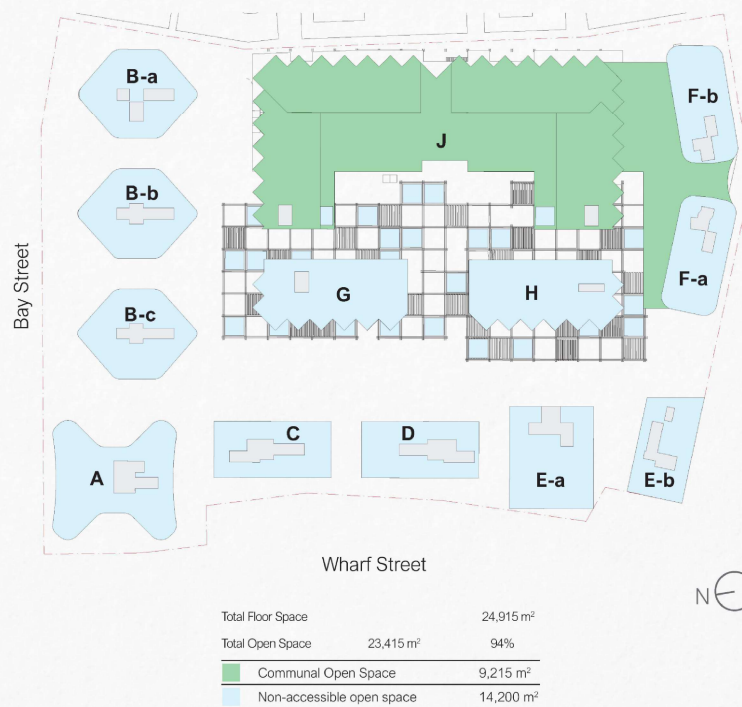 B-a
F-b
J
B-b
Bay Street
F-a
G
H
B-c
C
D
A
E-a
E-b
Wharf Street
N
Total Floor Space 24,915 m²
Total Open Space 23,415 m² 94%
Communal Open Space 9,215 m²
Non-accessible open space 14,200 m²